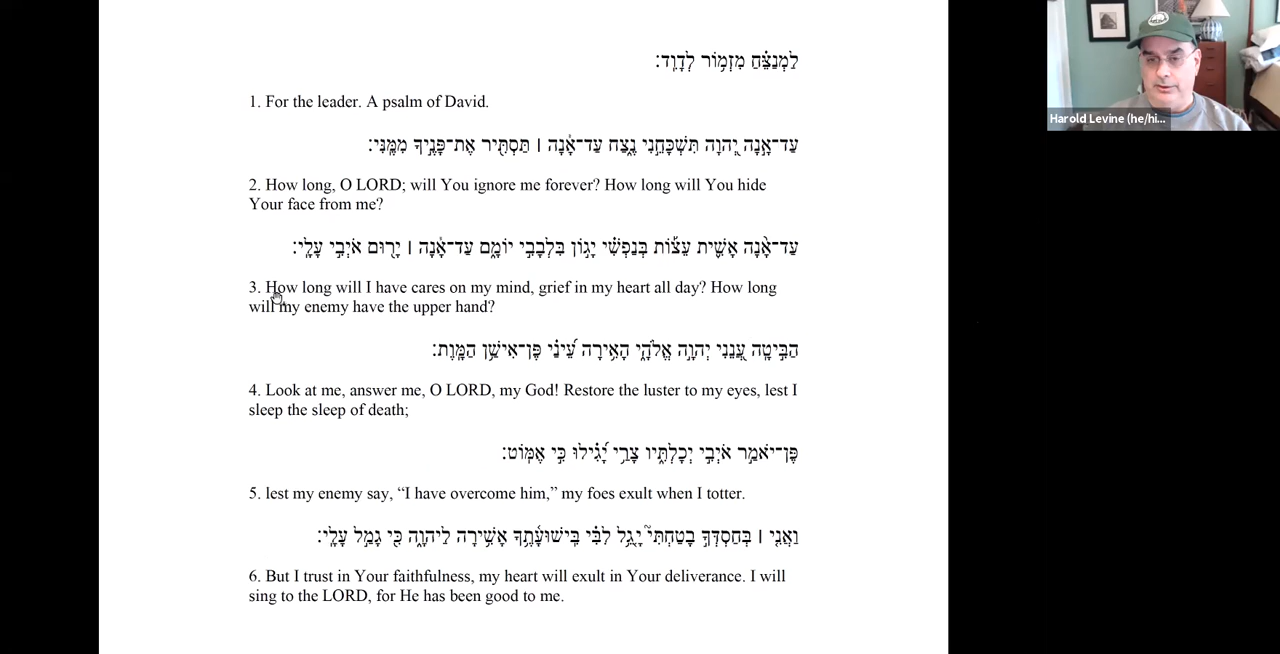 לַמְנַצֵּ֗חַ מִזְמ֥וֹר לְדָוִֽד׃
1. For the leader. A psalm of David.
עַד־אָ֣נָה יְ֭הוָה תִּשְׁכָּחֵ֣נִי נֶ֑צַח עַד־אָ֓נָה ׀ תַּסְתִּ֖יר אֶת־פָּנֶ֣יךָ מִמֶּֽנִּי׃
2. How long, O LORD; will You ignore me forever? How long will You hide
Your face from me?
עַד־אָ֨נָה אָשִׁ֪ית עֵצ֡וֹת בְּנַפְשִׁ֗י יָג֣וֹן בִּלְבָבִ֣י יוֹמָ֑ם עַד־אָ֓נָה ׀ יָר֖וּם אֹיְבִ֣י עָלָֽי׃
3. How long will I have cares on my mind, grief in my heart all day? How long
will my enemy have the upper hand?
הַבִּ֣יטָֽה עֲ֭נֵנִי יְהוָ֣ה אֱלֹהָ֑י הָאִ֥ירָה עֵ֝ינַ֗י פֶּן־אִישַׁ֥ן הַמָּֽוֶת׃
4. Look at me, answer me, O LORD, my God! Restore the luster to my eyes, lest I
sleep the sleep of death;
פֶּן־יֹאמַ֣ר אֹיְבִ֣י יְכָלְתִּ֑יו צָרַ֥י יָ֝גִ֗ילוּ כִּ֣י אֶמּֽוֹט׃
5. lest my enemy say, “I have overcome him,” my foes exult when I totter.
וַאֲנִ֤י ׀ בְּחַסְדְּךָ֣ בָטַחְתִּי֮ יָ֤גֵ֥ל לִבִּ֗י בִּֽישׁוּעָ֫תֶ֥ךָ אָשִׁ֥ירָה לַיהוָ֑ה כִּ֖י גָמַ֣ל עָלָֽי׃
6. But I trust in Your faithfulness, my heart will exult in Your deliverance. I will
sing to the LORD, for He has been good to me.
Harold Levine (he/hi...